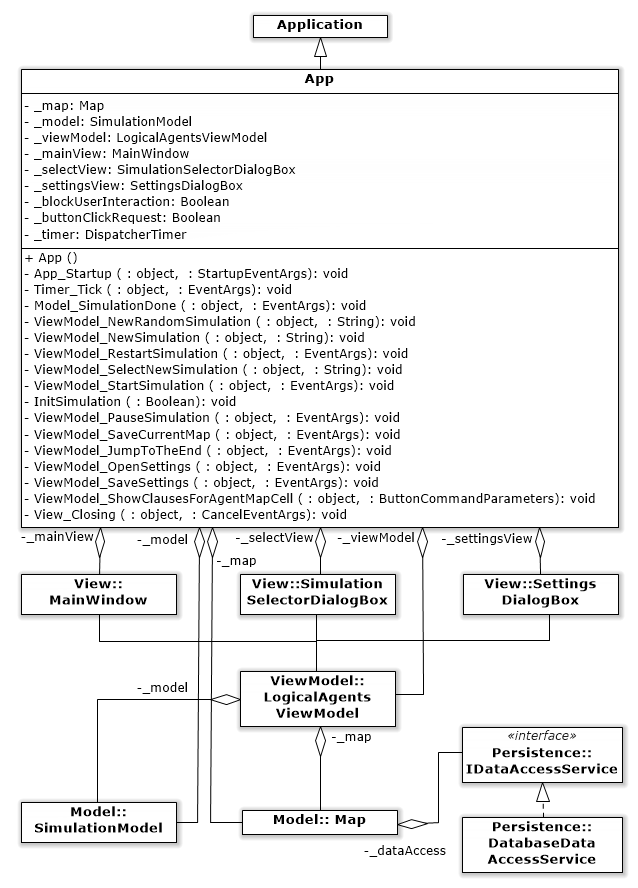 Application
App
- _map: Map
- _model: SimulationModel
- _viewModel: LogicalAgentsViewModel
- _mainView: MainWindow
- _selectView: SimulationSelectorDialogBox
- _settingsView: SettingsDialogBox
- _blockUserInteraction: Boolean
- _buttonClickRequest: Boolean
- _timer: DispatcherTimer
+ App ()
- App_Startup ( : object,  : StartupEventArgs): void
- Timer_Tick ( : object,  : EventArgs): void
- Model_SimulationDone ( : object,  : EventArgs): void
- ViewModel_NewRandomSimulation ( : object,  : String): void
- ViewModel_NewSimulation ( : object,  : String): void
- ViewModel_RestartSimulation ( : object,  : EventArgs): void
- ViewModel_SelectNewSimulation ( : object,  : String): void
- ViewModel_StartSimulation ( : object,  : EventArgs): void
- InitSimulation ( : Boolean): void
- ViewModel_PauseSimulation ( : object,  : EventArgs): void
- ViewModel_SaveCurrentMap ( : object,  : EventArgs): void
- ViewModel_JumpToTheEnd ( : object,  : EventArgs): void
- ViewModel_OpenSettings ( : object,  : EventArgs): void
- ViewModel_SaveSettings ( : object,  : EventArgs): void
- ViewModel_ShowClausesForAgentMapCell ( : object,  : ButtonCommandParameters): void
- View_Closing ( : object,  : CancelEventArgs): void
-_mainView
-_model
-_map
-_selectView
-_viewModel
-_settingsView
View::
MainWindow
View::Simulation
SelectorDialogBox
View::Settings
DialogBox
ViewModel::
LogicalAgents
ViewModel
-_model
-_map
«interface»
Persistence::
IDataAccessService
Model::
SimulationModel
Model:: Map
-_dataAccess
Persistence::
DatabaseData
AccessService